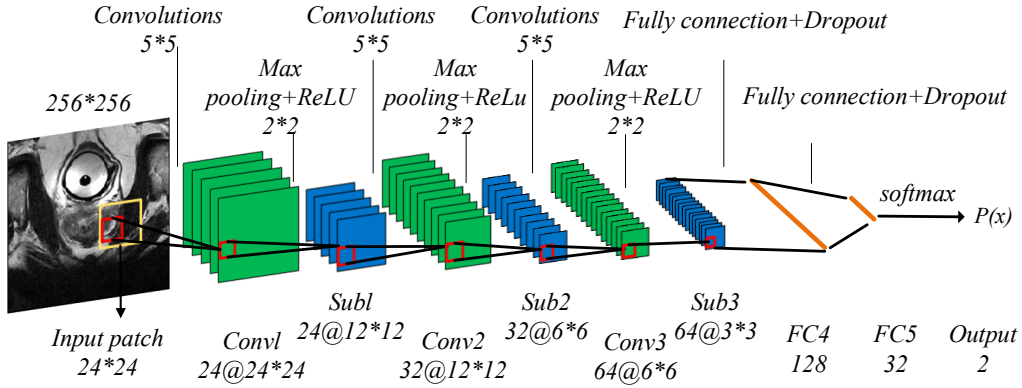 Convolutions
5*5
Convolutions
5*5
Convolutions
5*5
Fully connection+Dropout
Max
pooling+ReLU
2*2
Max
pooling+ReLu
2*2
Max
pooling+ReLU
2*2
Fully connection+Dropout
256*256
softmax
P(x)
Input patch
24*24
Convl
24@24*24
Subl
24@12*12
Conv2
32@12*12
Sub2
32@6*6
Conv3
64@6*6
Sub3
64@3*3
FC4
128
FC5
32
Output
2